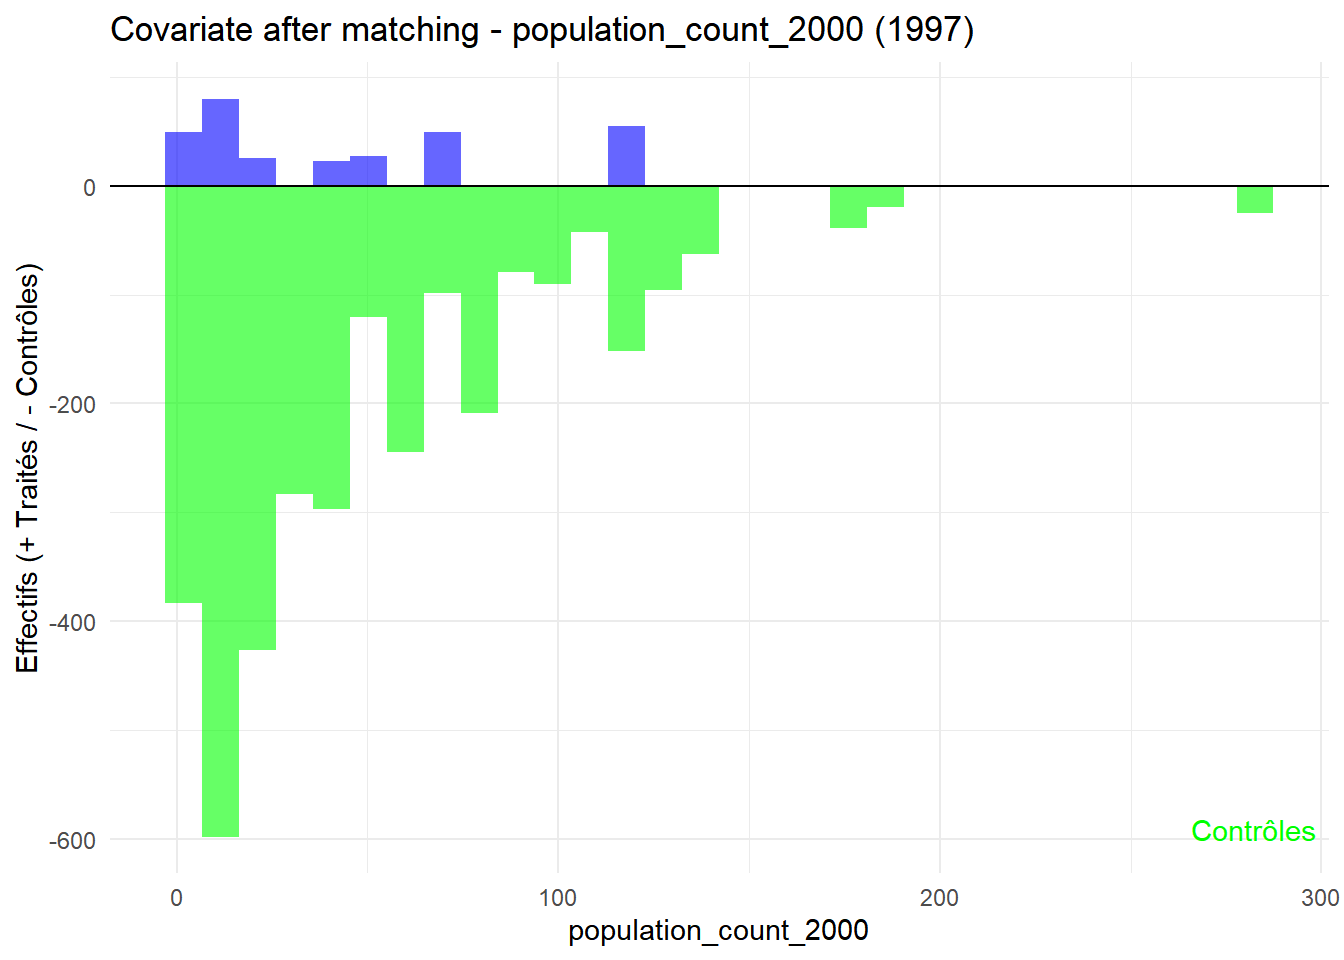 Covariate after matching - population_count_2000 (1997)
Effectifs (+ Traités / - Contrôles)
0
-200
-400
-600
Contrôles
0
100
200
300
population_count_2000